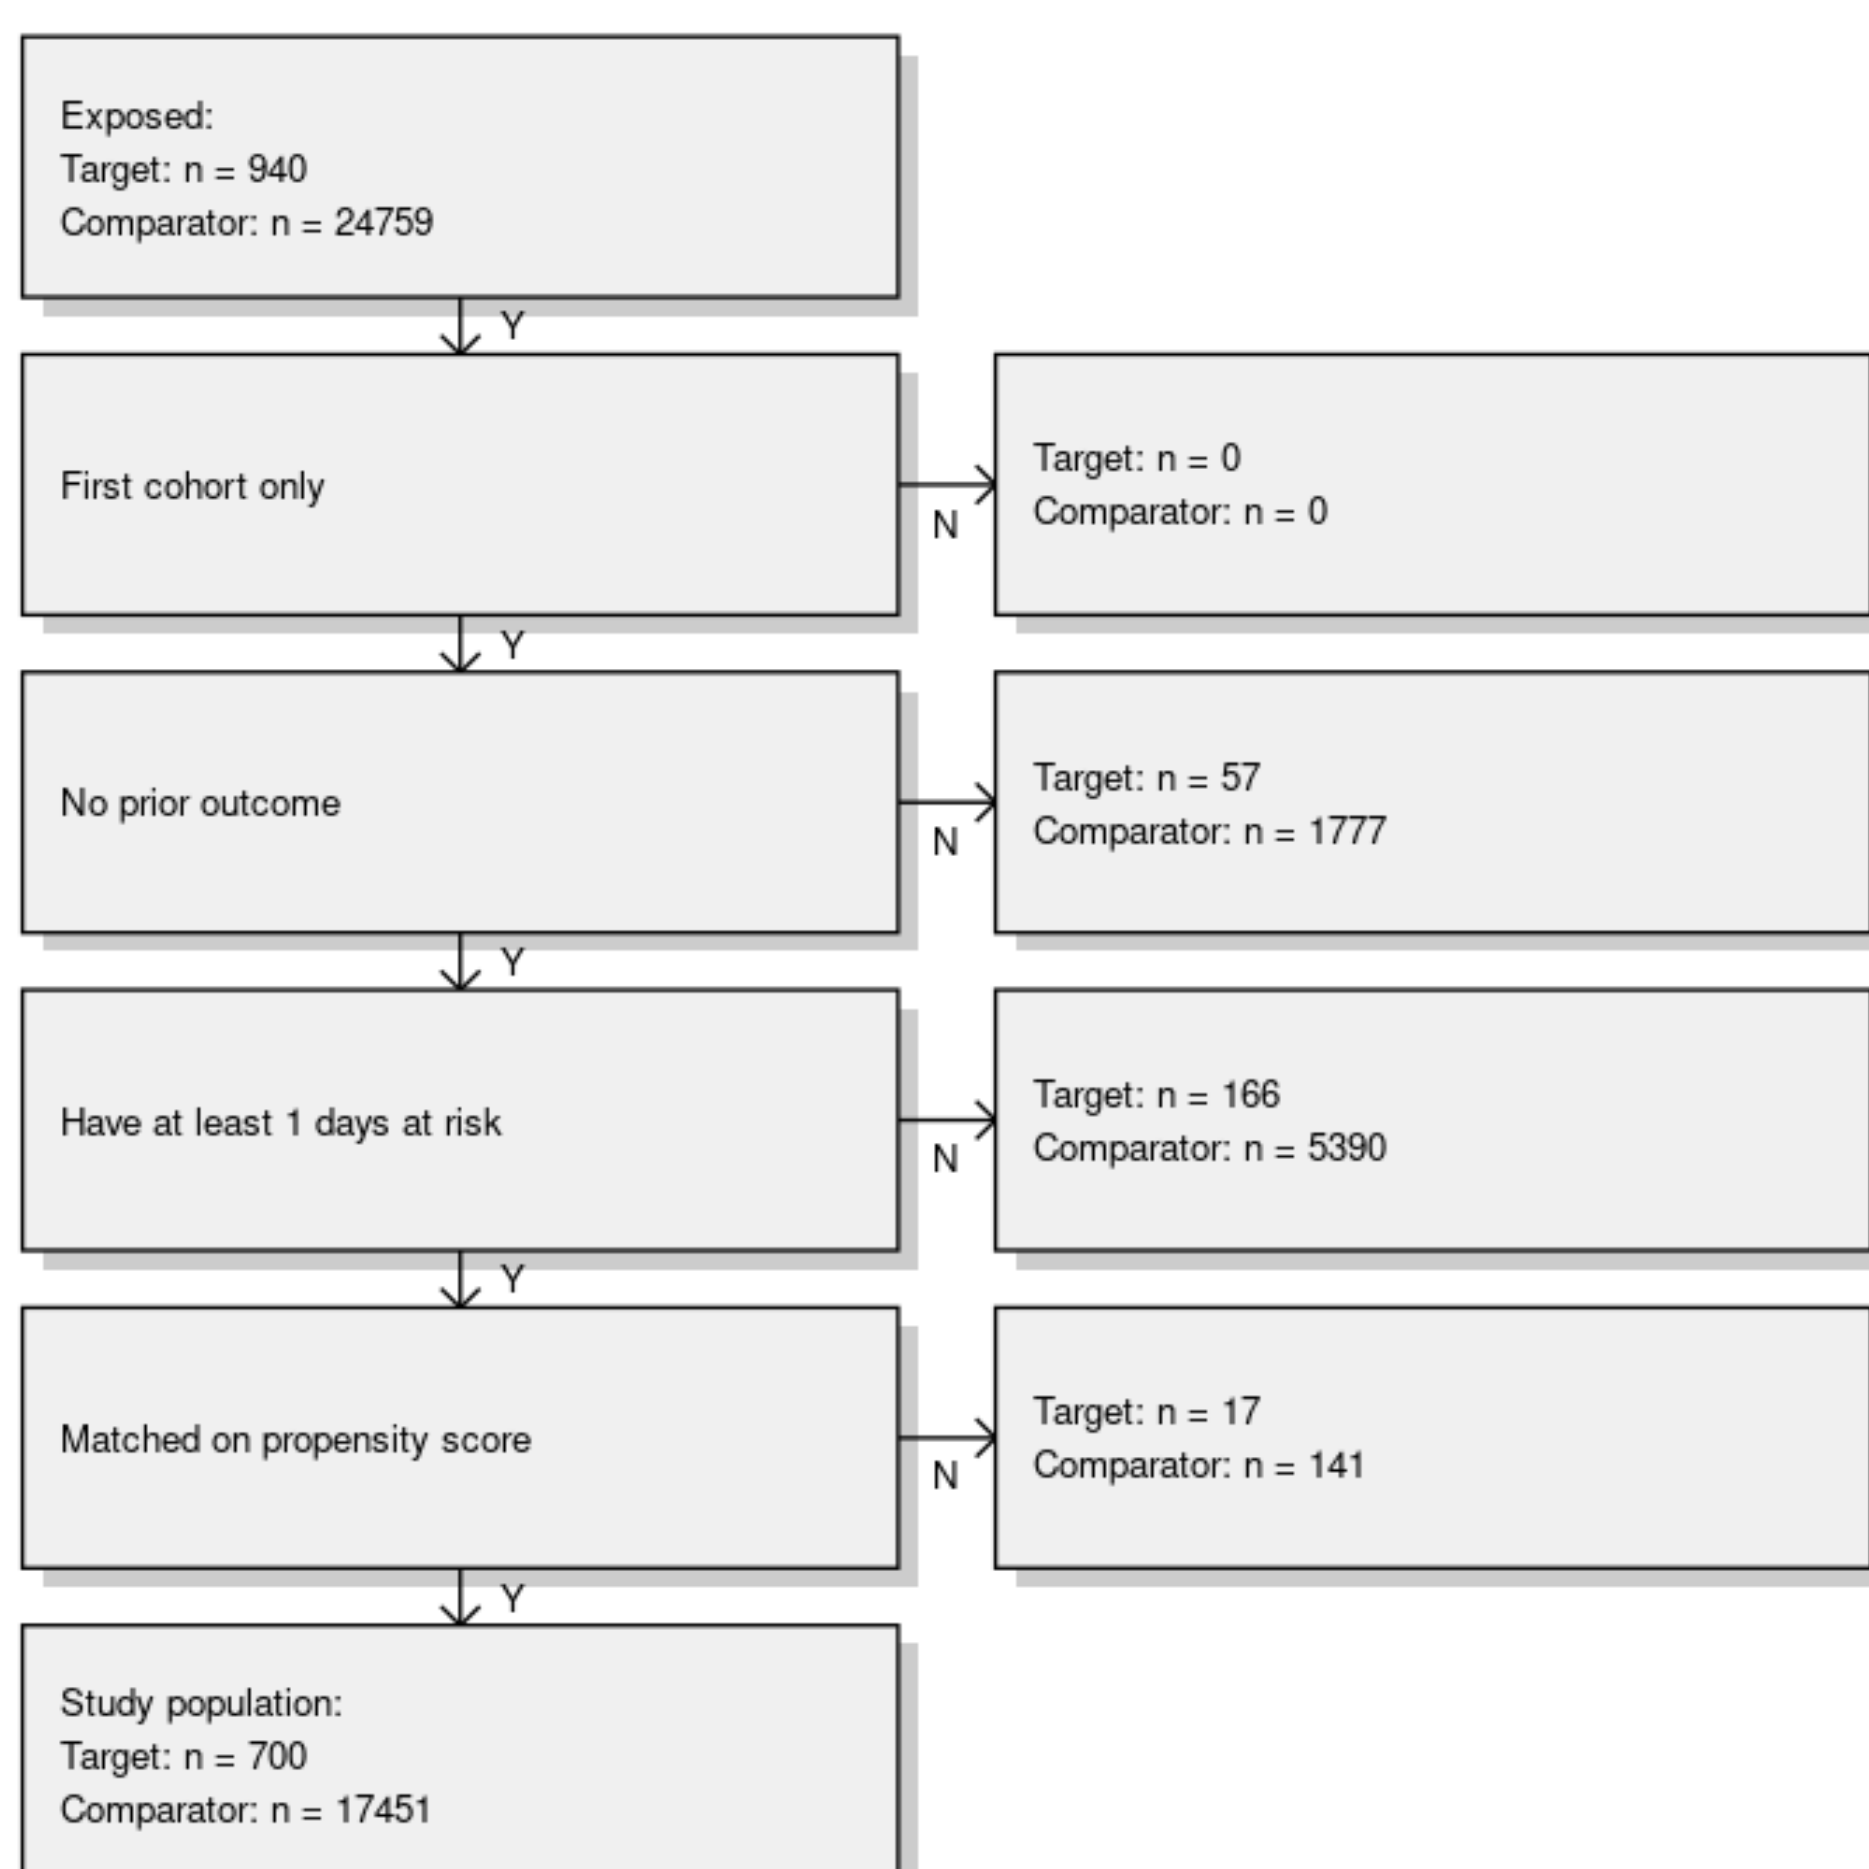 Exposed:
Target: n = 940
Comparator: n = 24759
Y
First cohort only
N
Target: n = 0
Comparator: n = 0
Y
No prior outcome
N
Target: n = 57
Comparator: n = 1777
Y
Have at least 1 days at risk
N
Target: n = 166
Comparator: n = 5390
Y
Matched on propensity score
N
Target: n = 17
Comparator: n = 141
Y
Study population:
Target: n = 700
Comparator: n = 17451